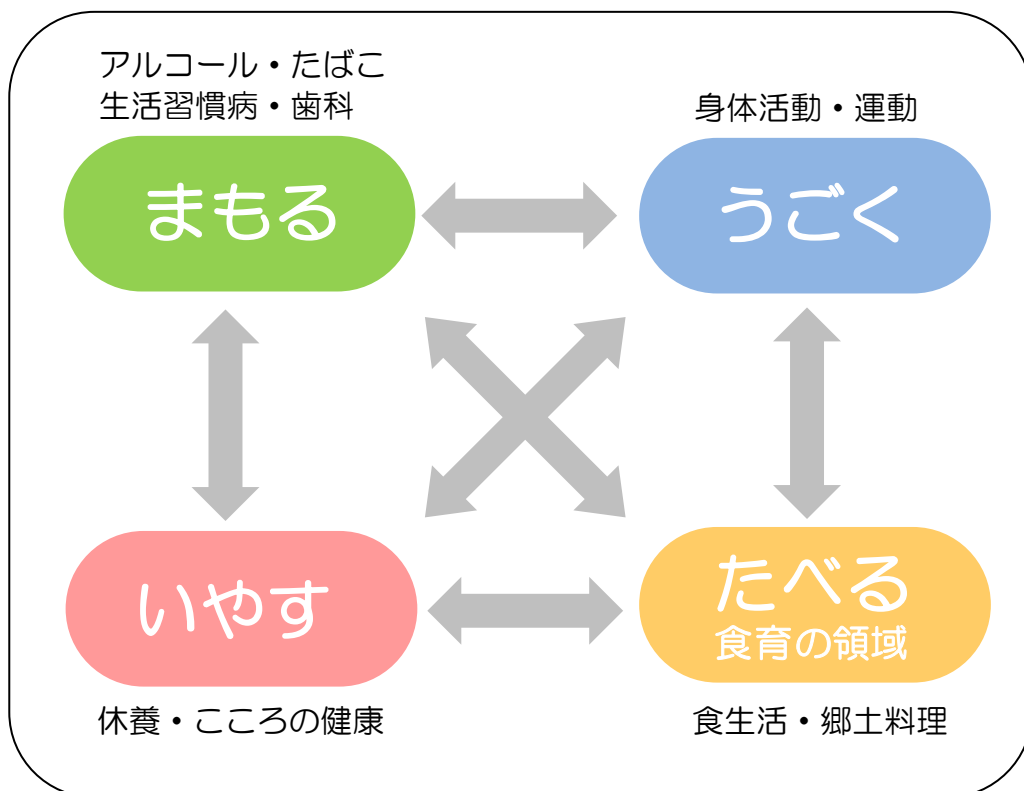 アルコール・たばこ
生活習慣病・歯科
まもる
身体活動・運動
うごく
いやす
休養・こころの健康
たべる
食育の領域
食生活・郷土料理